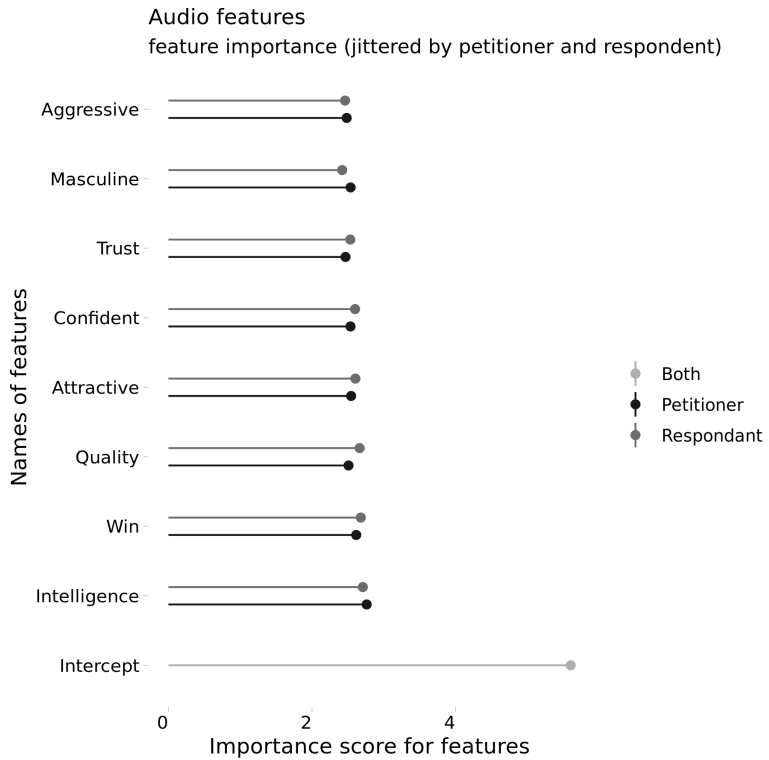 Audio features
feature importance (jittered by petitioner and respondent)
Names of features
Aggressive
Masculine
Trust
Confident
Attractive
Quality
Win
Intelligence
Intercept
0 2 4
Importance score for features
Both
Petitioner
Respondant